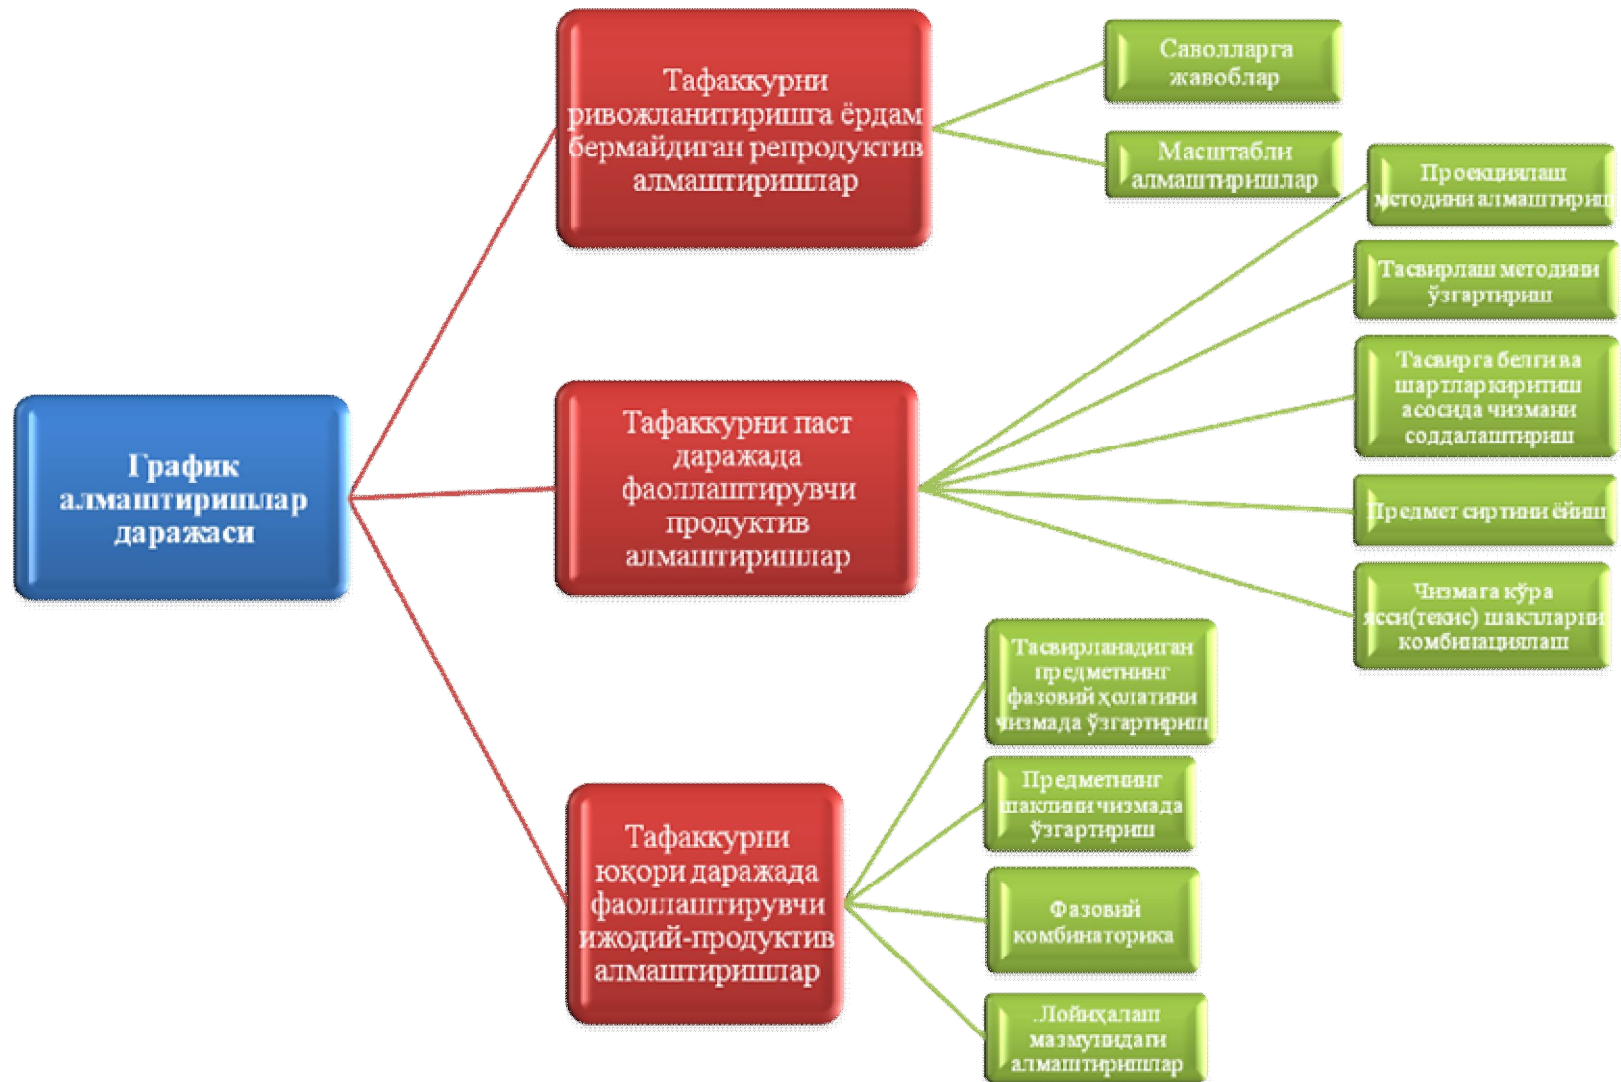 График
алмаштиришлар
даражаси
Тафаккурни
ривожланитиришга ёрдам
бермайдиган репродуктив
алмаштиришлар
Саволларга
жавоблар
Масштабли
алмаштиришлар
Тафаккурни паст
даражада
фаоллаштирувчи
продуктив
алмаштиришлар
Проекциялаш
методини алмаштириш
Тасвирлаш методини
ўзгартириш
Тасвирга белги ва
шартлар киритиш
асосида чизмани
соддалаштириш
Предмет сиртини ёйиш
Чизмага кўра
ясси(текис) шаклларни
комбинациялаш
Тафаккурни
юқори даражада
фаоллаштирувчи
ижодий-продуктив
алмаштиришлар
Тасвирланадиган
предметнинг
фазовий ҳолатини
чизмада ўзгартириш
Предметнинг
шаклини чизмада
ўзгартириш
Фазовий
комбинаторика
.Лойиҳалаш
мазмунидаги
алмаштиришлар